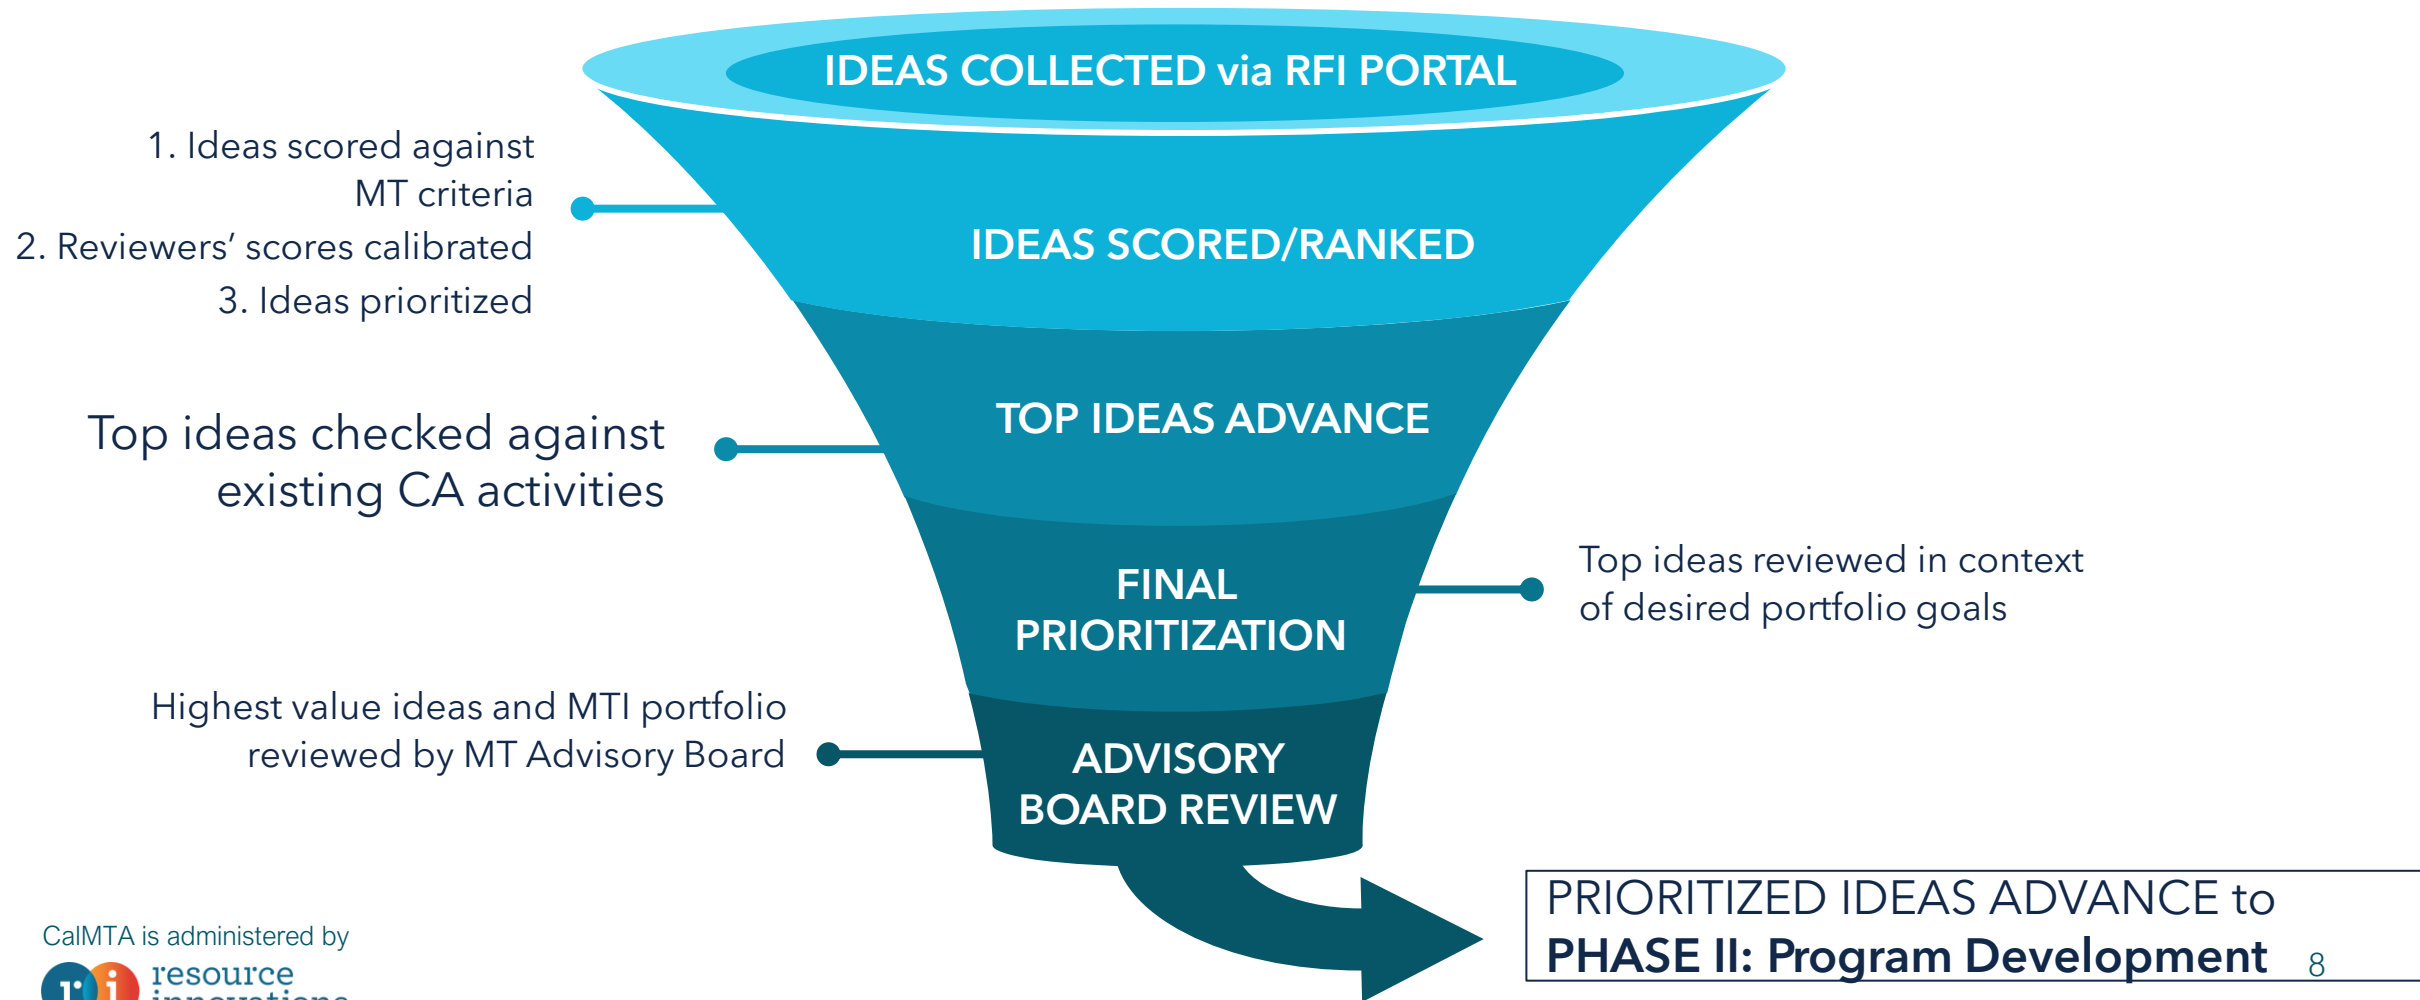 IDEAS COLLECTED via RFI PORTAL
1. Ideas scored against
MT criteria
2. Reviewers' scores calibrated
3. Ideas prioritized
IDEAS SCORED/RANKED
Top ideas checked against
existing CA activities
TOP IDEAS ADVANCE
FINAL
PRIORITIZATION
Top ideas reviewed in context
of desired portfolio goals
Highest value ideas and MTI portfolio
reviewed by MT Advisory Board
ADVISORY
BOARD REVIEW
PRIORITIZED IDEAS ADVANCE to
PHASE II: Program Development
8
CalMTA is administered by
ri
resource
innovations